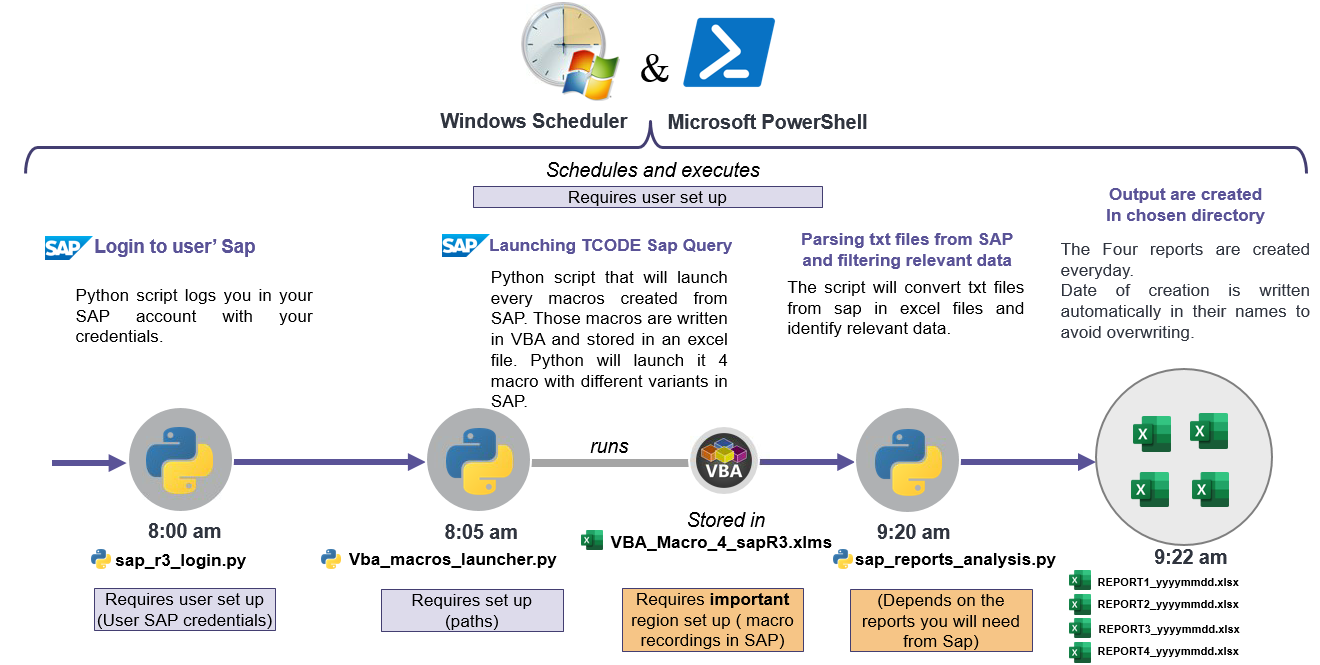 &
Windows Scheduler
Microsoft PowerShell
Schedules and executes
Requires user set up
SAP
Login to user’ Sap
Python script logs you in your
SAP account with your
credentials.
SAP
Launching TCODE Sap Query
Python script that will launch
every macros created from
SAP. Those macros are written
in VBA and stored in an excel
file. Python will launch it 4
macro with different variants in
SAP.
Parsing txt files from SAP
and filtering relevant data
The script will convert txt files
from sap in excel files and
identify relevant data.
Output are created
In chosen directory
The Four reports are created
everyday.
Date of creation is written
automatically in their names to
avoid overwriting.
runs
VBA
X
X
X
X
8:00 am
sap_r3_login.py
Requires user set up
(User SAP credentials)
8:05 am
Vba_macros_launcher.py
Requires set up
(paths)
Stored in
X
VBA_Macro_4_sapR3.xlms
Requires important
region set up ( macro
recordings in SAP)
9:20 am
sap_reports_analysis.py
(Depends on the
reports you will need
from Sap)
9:22 am
X
REPORT1_yyyymmdd.xlsx
X
REPORT2_yyyymmdd.xlsx
X
REPORT3_yyyymmdd.xlsx
X
REPORT4_yyyymmdd.xlsx